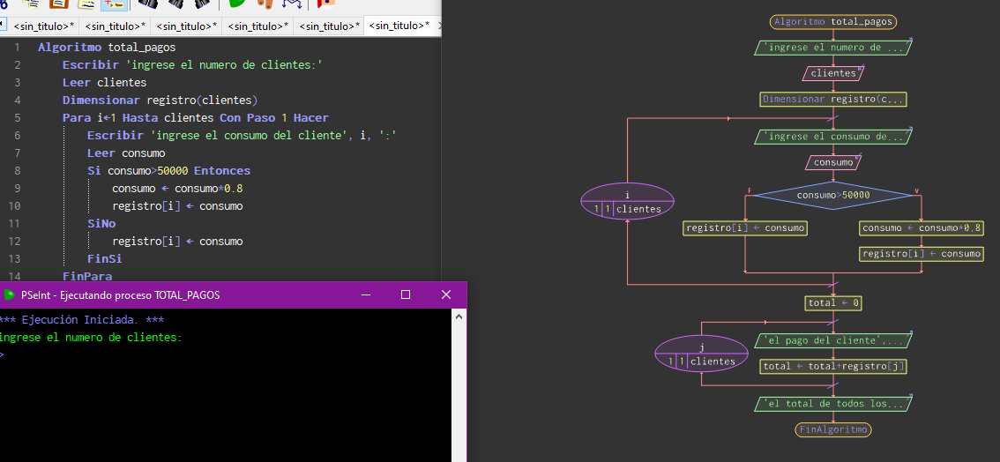 <sin_titulo>* <sin_titulo>* <sin_titulo>* <sin_titulo>* <sin_titulo>* <sin_titulo>*
1 Algoritmo total_pagos
2 Escribir 'ingrese el numero de clientes:'
3 Leer clientes
4 Dimensionar registro(clientes)
5 Para i←1 Hasta clientes Con Paso 1 Hacer
6 Escribir 'ingrese el consumo del cliente', i, ':'
7 Leer consumo
8 Si consumo>50000 Entonces
9 consumo ← consumo*0.8
10 registro[i] ← consumo
11 SiNo
12 registro[i] ← consumo
13 FinSi
14 FinPara
PSeInt - Ejecutando proceso TOTAL_PAGOS
*** Ejecución Iniciada. ***
ingrese el numero de clientes:
>
Algoritmo total_pagos
'ingrese el numero de ...
clientes
Dimensionar registro(c...
'ingrese el consumo de...
consumo
i
1 1 clientes
f consumo>50000 v
registro[i] ← consumo
consumo ← consumo*0.8
registro[i] ← consumo
total ← 0
'el pago del cliente'....
j
1 1 clientes
total ← total+registro[j]
'el total de todos los...
FinAlgoritmo